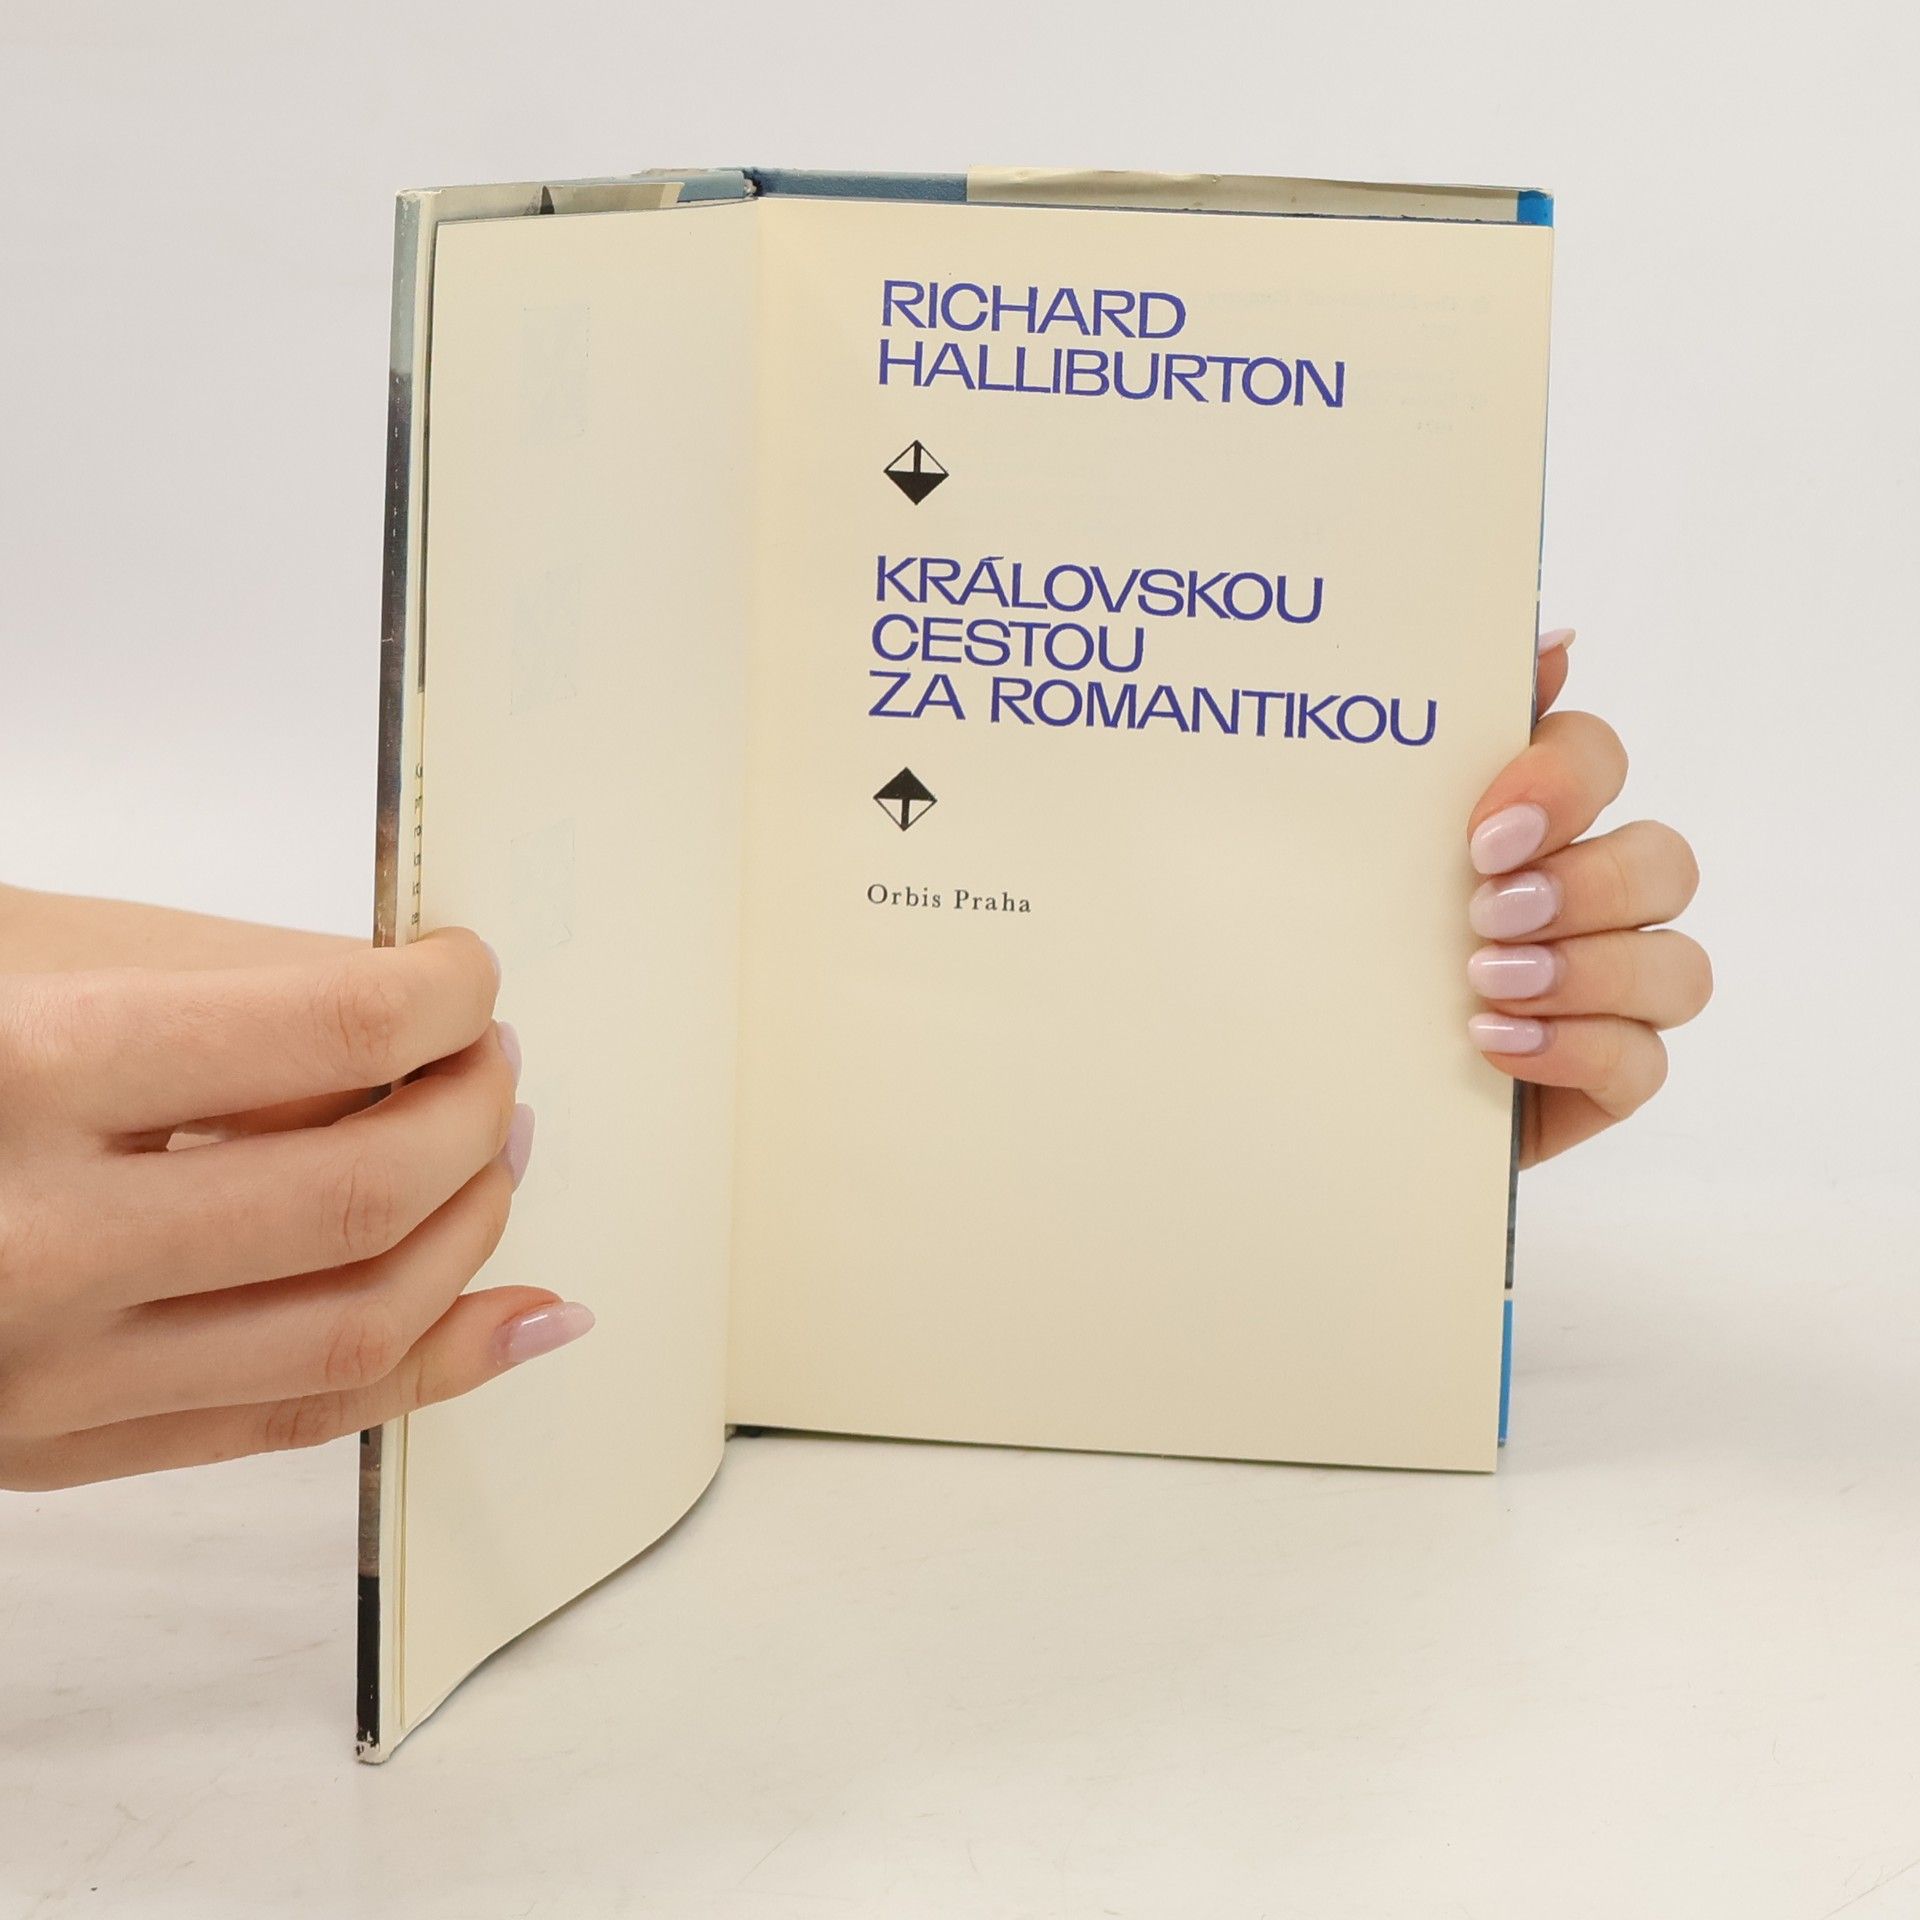 RICHARD
HALLIBURTON
KRÁLOVSKOU
CESTOU
ZA ROMANTIKOU
Orbis Praha